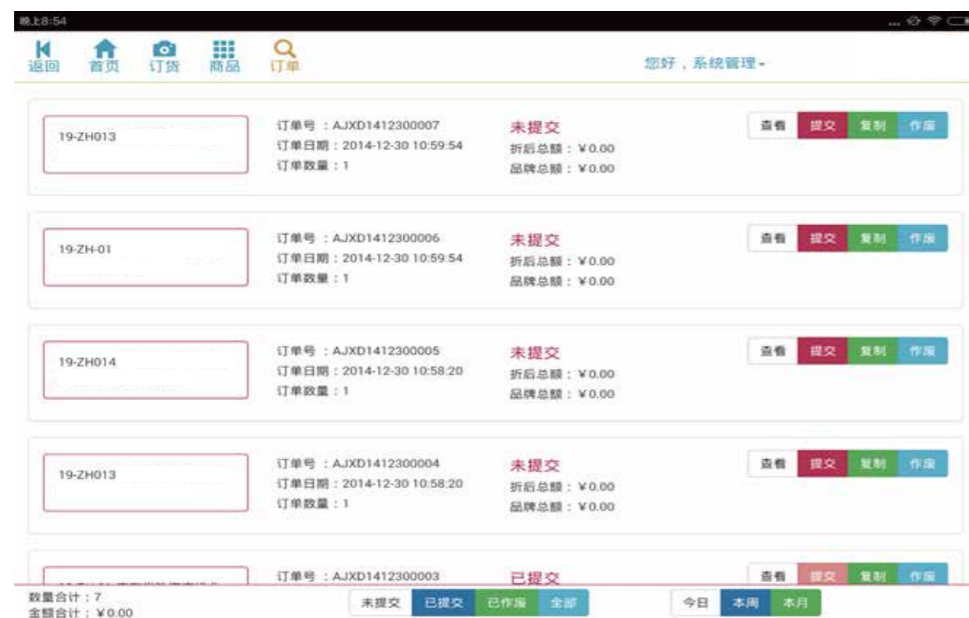 晚上8:54
返回 首页 订货 商品 订单
您好，系统管理
19-ZH013
订单号 ：AJXD1412300007
订单日期：2014-12-30 10:59:54
订单数量：1
未提交
折后总额：￥0.00
品牌总额：￥0.00
查看 提交 复制 作废
19-ZH-01
订单号 ：AJXD1412300006
订单日期：2014-12-30 10:59:54
订单数量：1
未提交
折后总额：￥0.00
品牌总额：￥0.00
查看 提交 复制 作废
19-ZH014
订单号 ：AJXD1412300005
订单日期：2014-12-30 10:58:20
订单数量：1
未提交
折后总额：￥0.00
品牌总额：￥0.00
查看 提交 复制 作废
19-ZH013
订单号 ：AJXD1412300004
订单日期：2014-12-30 10:58:20
订单数量：1
未提交
折后总额：￥0.00
品牌总额：￥0.00
查看 提交 复制 作废
订单号 ：AJXD1412300003
已提交
查看 提交 复制 作废
数量合计：7
金额合计：￥0.00
未提交 已提交 已作废 全部
今日 本周 本月